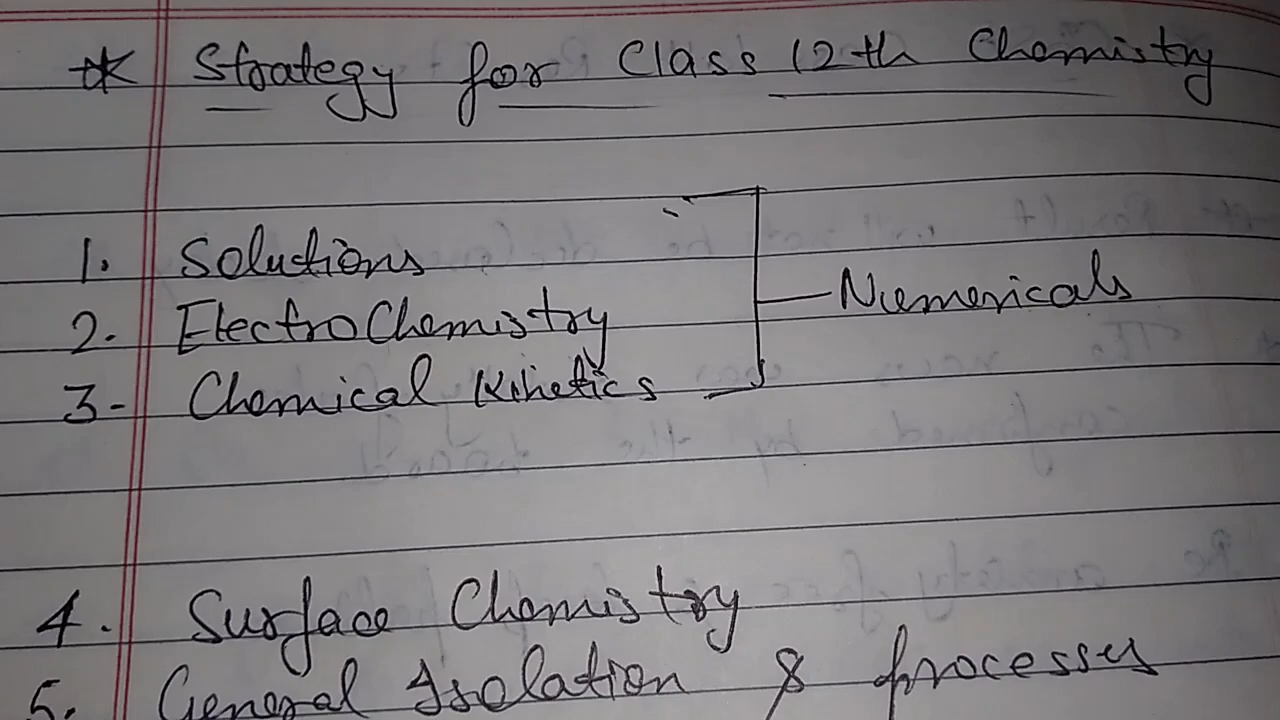 * Strategy for Class 12th Chemistry
1. Solutions
2. ElectroChemistry
Numericals
3- Chemical Kinetics
4. Surface Chemistry
5. General Isolation & processes